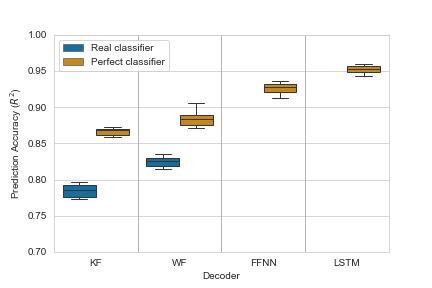 1.00
0.95
0.90
0.85
0.80
0.75
0.70
Prediction Accuracy (R²)
Real classifier
Perfect classifier
KF
WF
FFNN
LSTM
Decoder